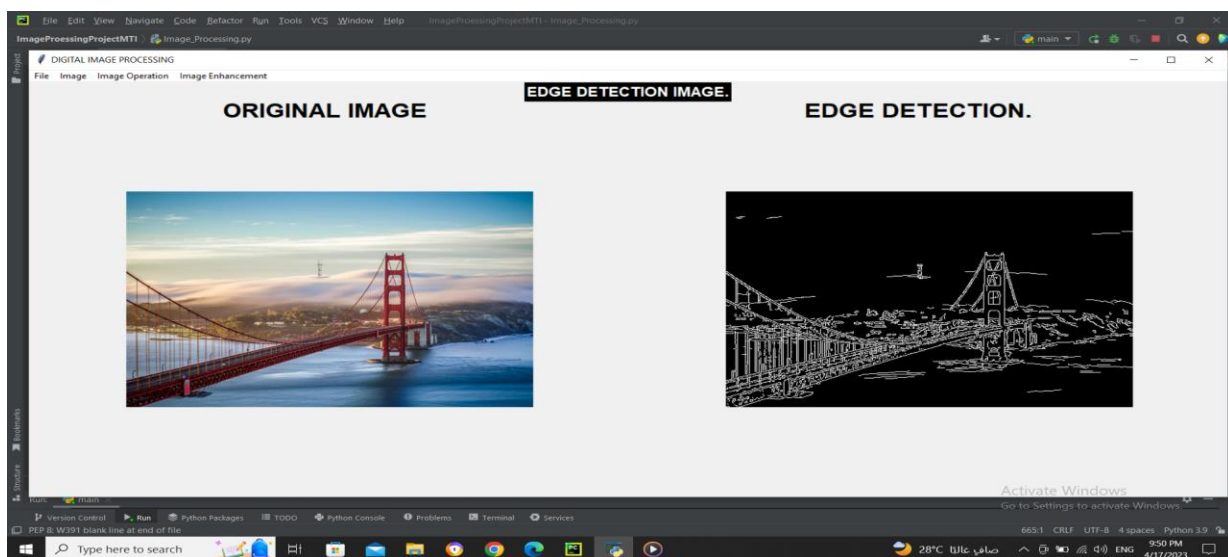 File Edit View Navigate Code Refactor Run Tools VCS Window Help ImageProessingProjectMTI - Image_Processing.py
ImageProessingProjectMTI Image_Processing.py main
Project
DIGITAL IMAGE PROCESSING
File Image Image Operation Image Enhancement
EDGE DETECTION IMAGE.
ORIGINAL IMAGE EDGE DETECTION.
Bookmarks
Structure
Activate Windows
Go to Settings to activate Windows.
Run: main
Version Control Run Python Packages TODO Python Console Problems Terminal Services
PEP 8: W391 blank line at end of file 665:1 CRLF UTF-8 4 spaces Python 3.9
Type here to search 28°C صافي غالبًا ENG 9:50 PM
4/17/2023